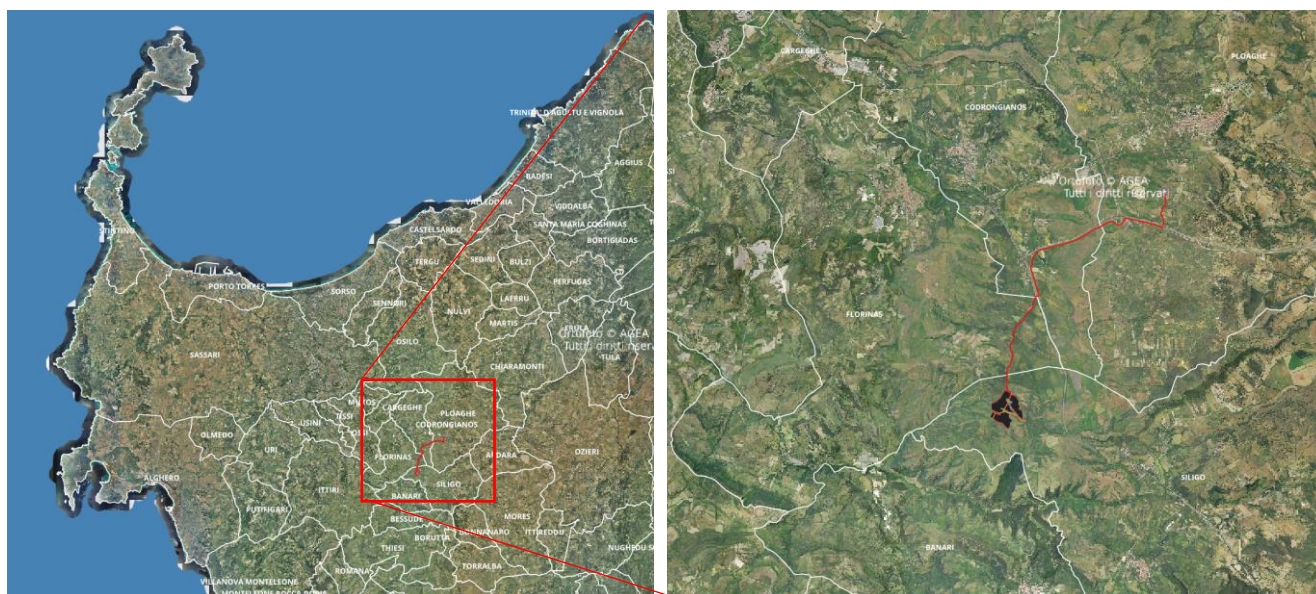 TRINITA' D'AGULTU E VIGNOLA
AGGIUS
BADESI
VALLEDORIA
VIDDALBA
CASTELSARDO
SANTA MARIA COGHINAS
STINTINO
BORTIGIADAS
TERGU
SEDINI
BULZI
PORTO TORRES
SORSO
PERFUGAS
SENNORI
LAERRU
NULVI
MARTIS
ERULA
Ortofoto © AGEA
Tutti i diritti riser
TULA
OSILO
SASSARI
CHIARAMONTI
CARGEGHE
PLOAGHE
TISSI
CODRONGIANOS
OLMEDO
USINI
URI
FLORINAS
ARDARA
OZIERI
ALGHERO
ITTIRI
SILIGO
BANARI
PUTIFIGARI
BESSUDE
MORES
BONNANARO
ITTIREDDU
BORUTTA
THIESI
NUGHEDU S
ROMANA
TORRALBA
VILLANOVA MONTELEONE
CARGEGHE
PLOAGHE
CODRONGIANOS
Ortofoto © AGEA
Tutti i diritti riservati
FLORINAS
SILIGO
BANARI